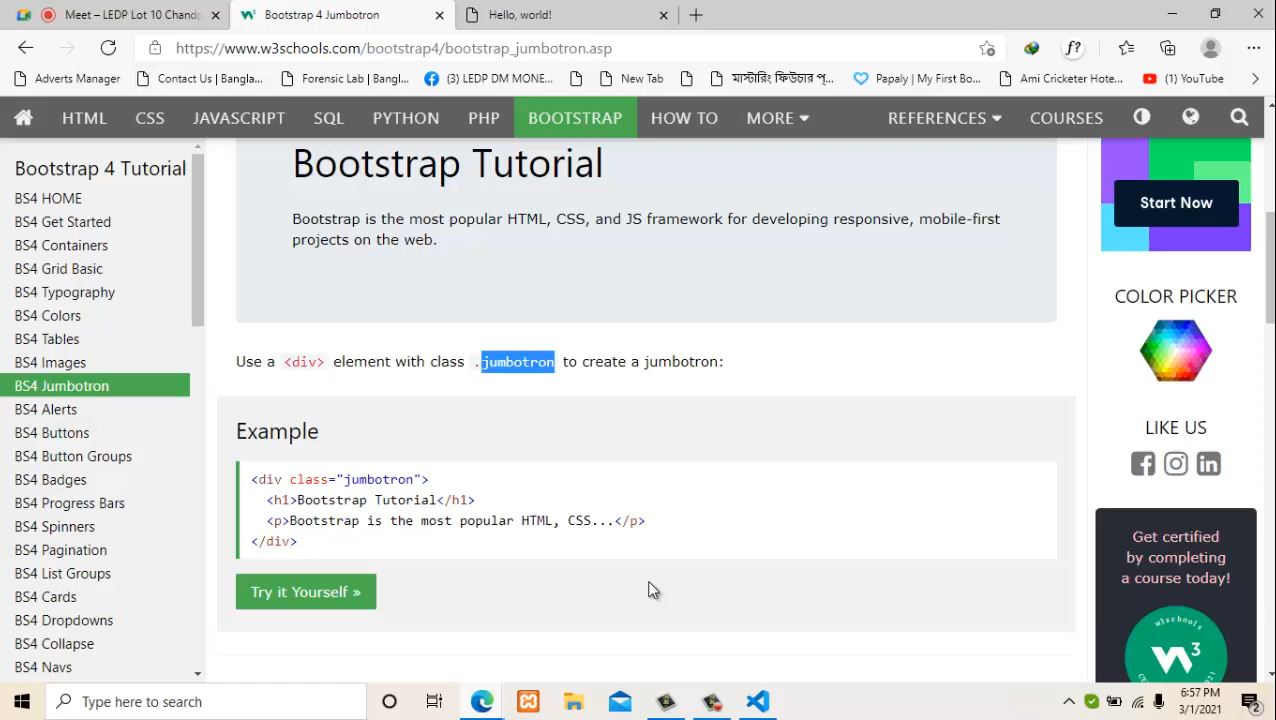 Meet – LEDP Lot 10 Chandp
Bootstrap 4 Jumbotron
Hello, world!
https://www.w3schools.com/bootstrap4/bootstrap_jumbotron.asp
f?
Adverts Manager
Contact Us | Bangla...
Forensic Lab | Bangl...
(3) LEDP DM MONE...
New Tab
মাস্টারিং ফিউচার প্...
Papaly | My First Bo...
Ami Cricketer Hote...
(1) YouTube
HTML CSS JAVASCRIPT SQL PYTHON PHP BOOTSTRAP HOW TO MORE REFERENCES COURSES
Bootstrap 4 Tutorial
BS4 HOME
BS4 Get Started
BS4 Containers
BS4 Grid Basic
BS4 Typography
BS4 Colors
BS4 Tables
BS4 Images
BS4 Jumbotron
BS4 Alerts
BS4 Buttons
BS4 Button Groups
BS4 Badges
BS4 Progress Bars
BS4 Spinners
BS4 Pagination
BS4 List Groups
BS4 Cards
BS4 Dropdowns
BS4 Collapse
BS4 Navs
Bootstrap Tutorial
Bootstrap is the most popular HTML, CSS, and JS framework for developing responsive, mobile-first
projects on the web.
Use a <div> element with class .jumbotron to create a jumbotron:
Example
<div class="jumbotron">
<h1>Bootstrap Tutorial</h1>
<p>Bootstrap is the most popular HTML, CSS...</p>
</div>
Try it Yourself »
Start Now
COLOR PICKER
LIKE US
Get certified
by completing
a course today!
w3schools
W3
Type here to search
6:57 PM
3/1/2021
2